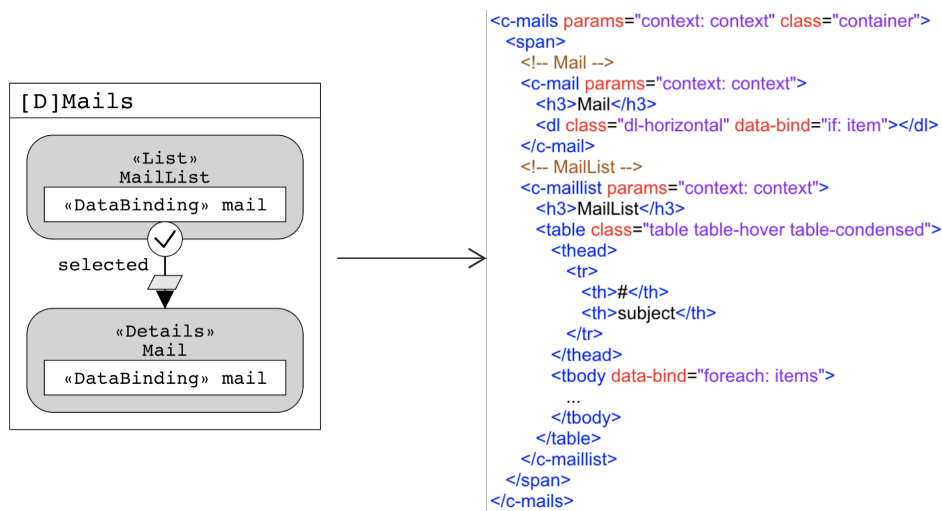 [D]Mails
«List»
MailList
«DataBinding» mail
selected
«Details»
Mail
«DataBinding» mail
<c-mails params="context: context" class="container">
<span>
<!-- Mail -->
<c-mail params="context: context">
<h3>Mail</h3>
<dl class="dl-horizontal" data-bind="if: item"></dl>
</c-mail>
<!-- MailList -->
<c-maillist params="context: context">
<h3>MailList</h3>
<table class="table table-hover table-condensed">
<thead>
<tr>
<th>#</th>
<th>subject</th>
</tr>
</thead>
<tbody data-bind="foreach: items">
...
</tbody>
</table>
</c-maillist>
</span>
</c-mails>